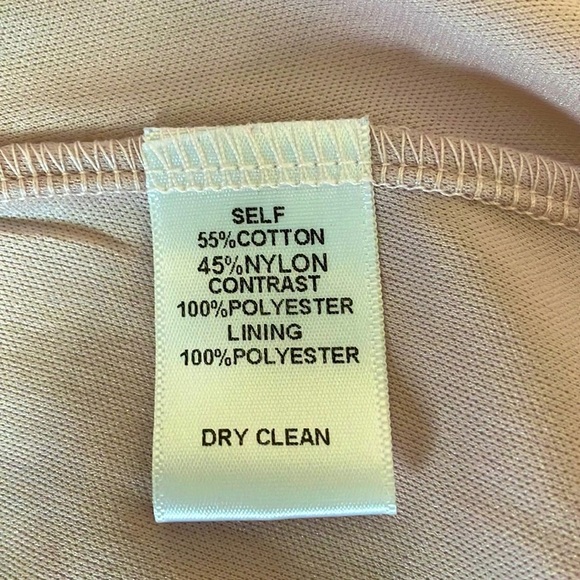 SELF
55%COTTON
45%NYLON
CONTRAST
100%POLYESTER
LINING
100%POLYESTER
DRY CLEAN